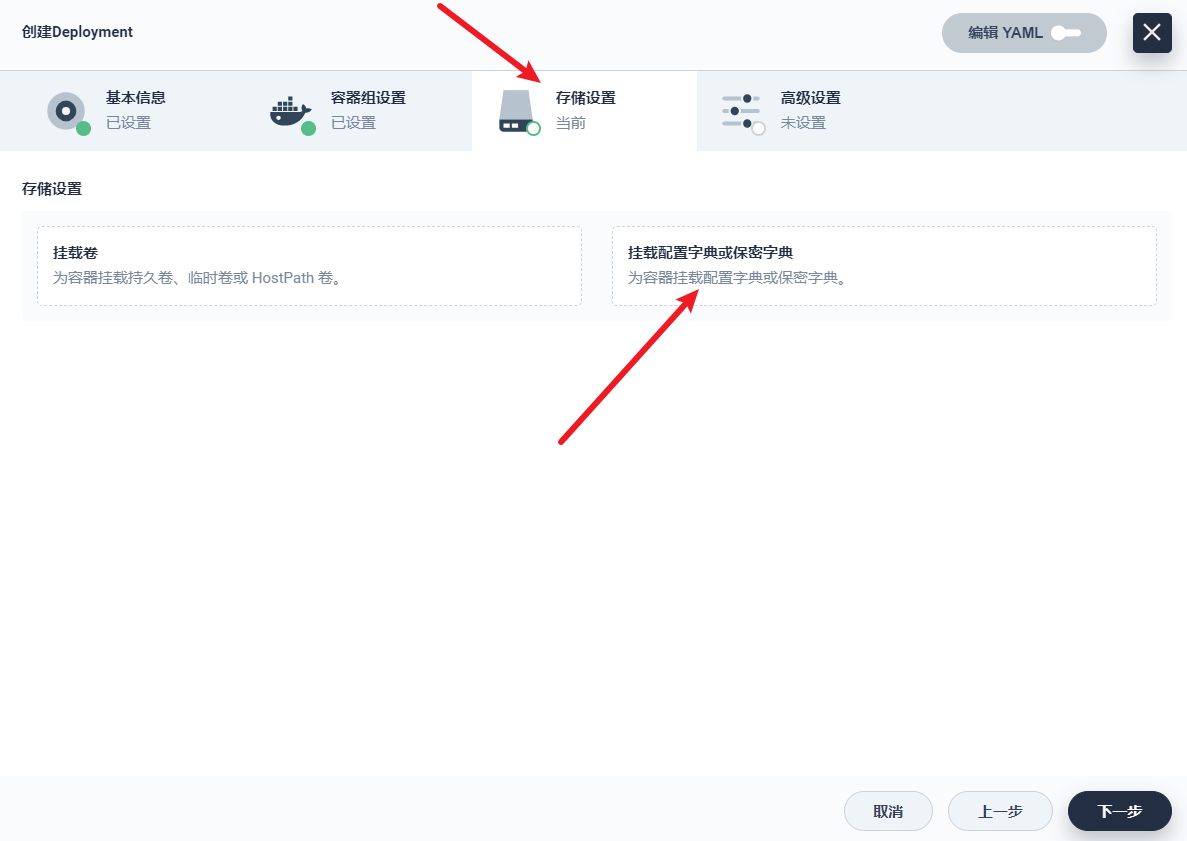 创建Deployment
编辑 YAML
基本信息
已设置
容器组设置
已设置
存储设置
当前
高级设置
未设置
存储设置
挂载卷
为容器挂载持久卷、临时卷或 HostPath 卷。
挂载配置字典或保密字典
为容器挂载配置字典或保密字典。
取消
上一步
下一步